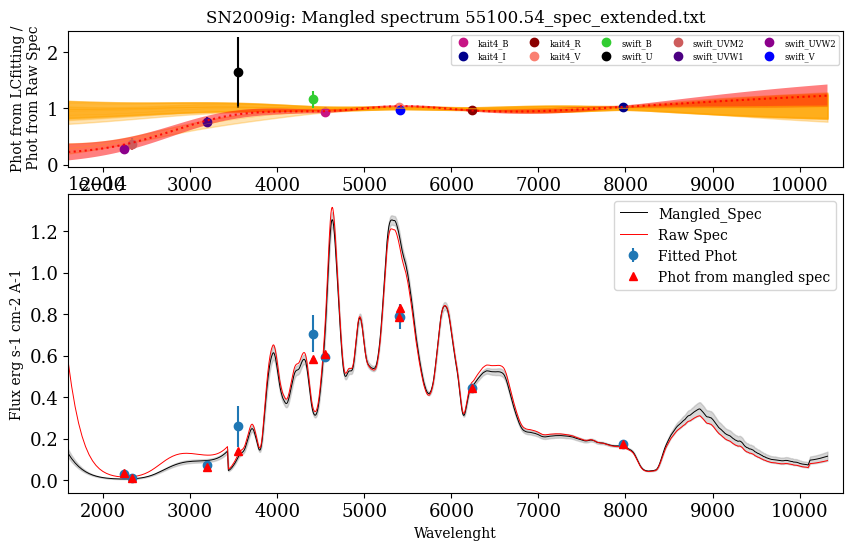 SN2009ig: Mangled spectrum 55100.54_spec_extended.txt
Phot from LCfitting /
Phot from Raw Spec
2
1
0
kait4_B
kait4_I
kait4_R
kait4_V
swift_B
swift_U
swift_UVM2
swift_UVW1
swift_UVW2
swift_V
2000 3000 4000 5000 6000 7000 8000 9000 10000
1e−14
Flux erg s-1 cm-2 A-1
1.2
1.0
0.8
0.6
0.4
0.2
0.0
Mangled_Spec
Raw Spec
Fitted Phot
Phot from mangled spec
2000 3000 4000 5000 6000 7000 8000 9000 10000
Wavelenght